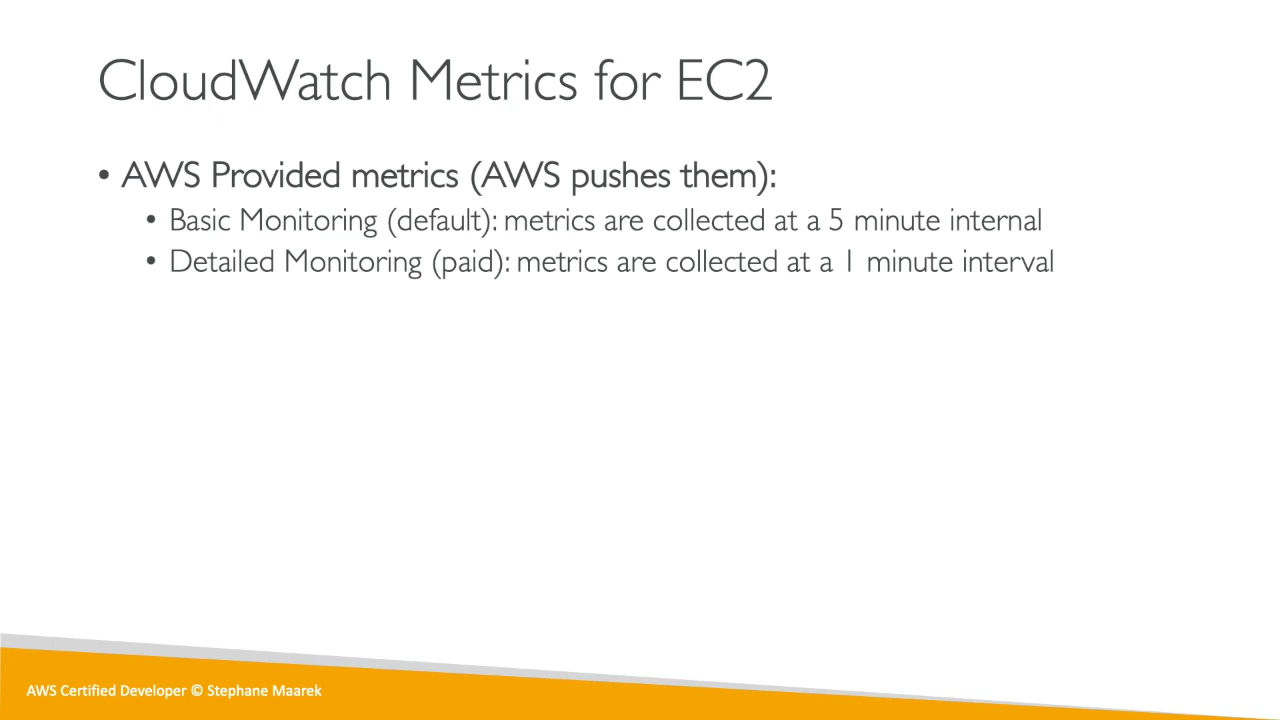 CloudWatch Metrics for EC2
• AWS Provided metrics (AWS pushes them):
• Basic Monitoring (default): metrics are collected at a 5 minute internal
• Detailed Monitoring (paid): metrics are collected at a 1 minute interval
AWS Certified Developer © Stephane Maarek